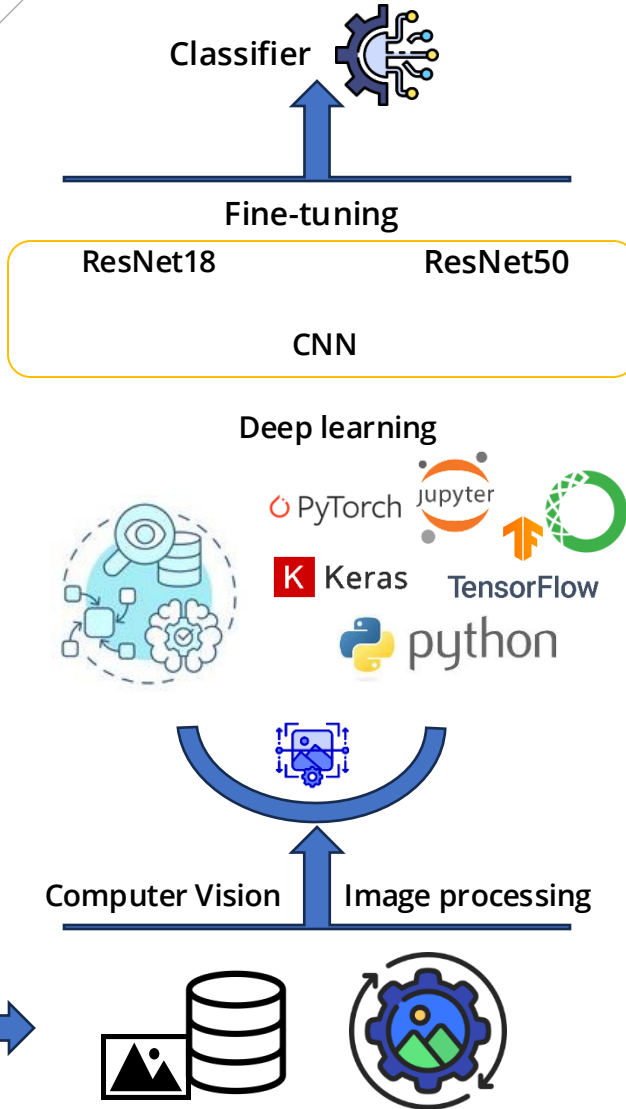 Classifier
Fine-tuning
ResNet18 ResNet50
CNN
Deep learning
PyTorch
jupyter
K Keras
TensorFlow
python
Computer Vision Image processing